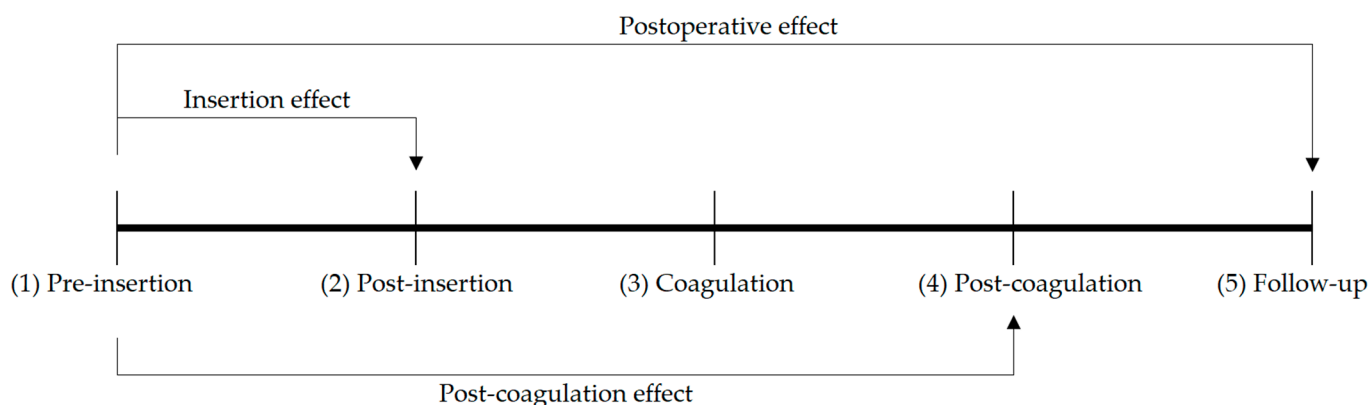 Postoperative effect
Insertion effect
(1) Pre-insertion
(2) Post-insertion
(3) Coagulation
(4) Post-coagulation
(5) Follow-up
Post-coagulation effect